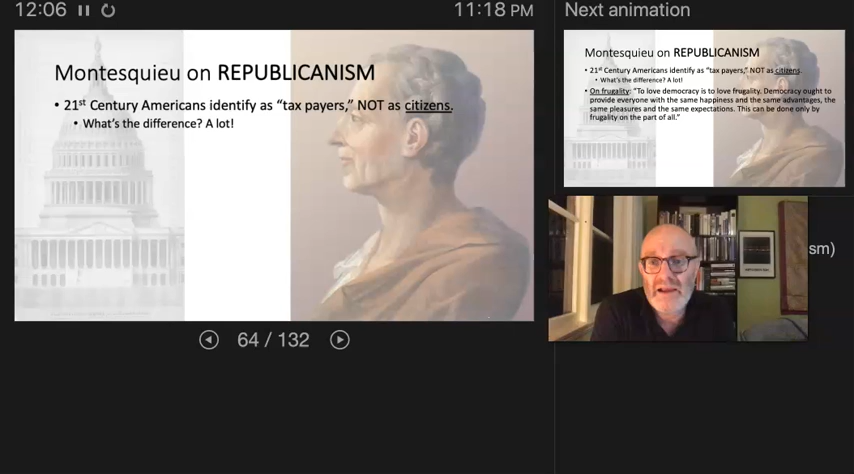 12:06
11:18 PM
Next animation
Montesquieu on REPUBLICANISM
• 21st Century Americans identify as “tax payers,” NOT as citizens.
• What’s the difference? A lot!
64 / 132
Montesquieu on REPUBLICANISM
• 21st Century Americans identify as “tax payers,” NOT as citizens.
• What’s the difference? A lot!
• On frugality: “To love democracy is to love frugality. Democracy ought to
provide everyone with the same happiness and the same advantages, the
same pleasures and the same expectations. This can be done only by
frugality on the part of all.”
sm)